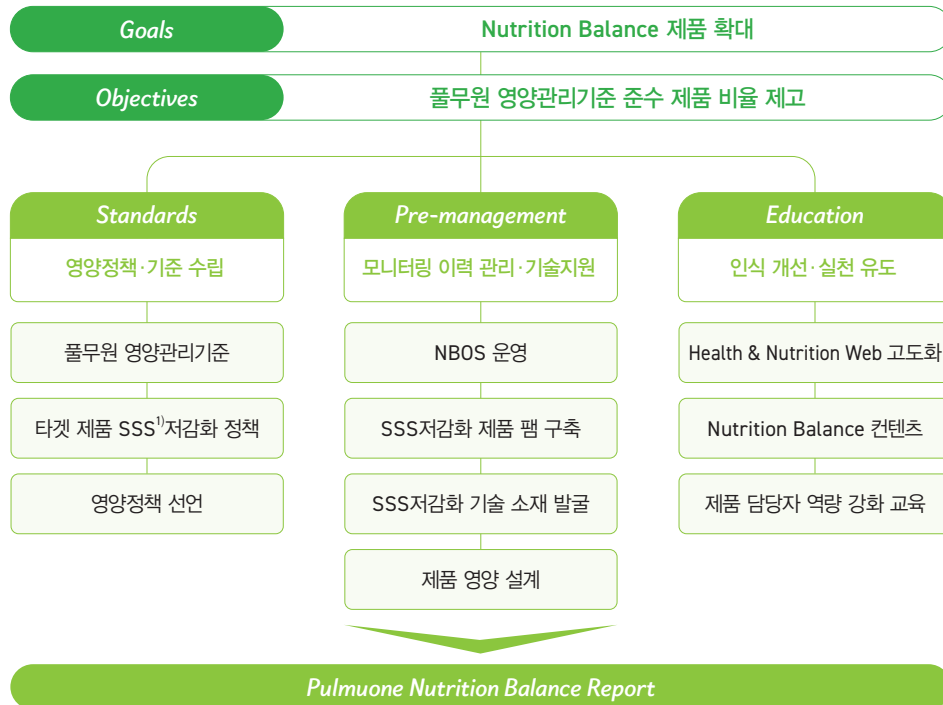 Goals
Nutrition Balance 제품 확대
Objectives
풀무원 영양관리기준 준수 제품 비율 제고
Standards
영양정책·기준 수립
풀무원 영양관리기준
타겟 제품 SSS1)저감화 정책
영양정책 선언
Pre-management
모니터링 이력 관리·기술지원
NBOS 운영
SSS저감화 제품 팸 구축
SSS저감화 기술 소재 발굴
제품 영양 설계
Education
인식 개선·실천 유도
Health & Nutrition Web 고도화
Nutrition Balance 컨텐츠
제품 담당자 역량 강화 교육
Pulmuone Nutrition Balance Report